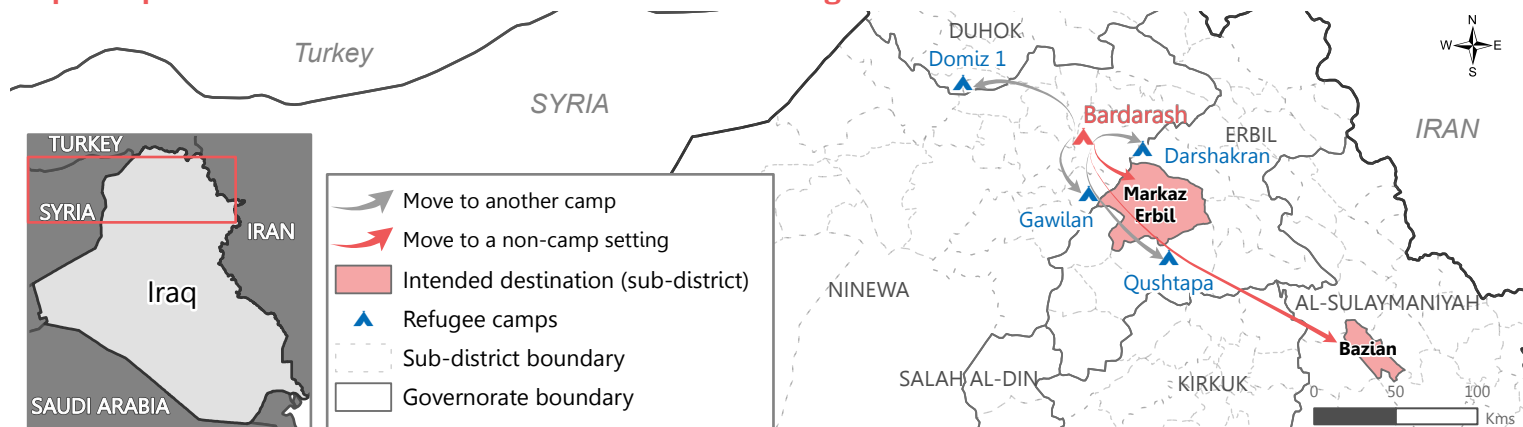 Turkey
SYRIA
DUHOK
Domiz 1
N
W
E
S
Bardarash
ERBIL
IRAN
Darshakran
Markaz
Erbil
Gawilan
Qushtapa
NINEWA
AL-SULAYMANIYAH
Bazian
SALAH AL-DIN
KIRKUK
0 50 100
Kms
TURKEY
SYRIA
IRAN
Iraq
SAUDI ARABIA
Move to another camp
Move to a non-camp setting
Intended destination (sub-district)
Refugee camps
Sub-district boundary
Governorate boundary